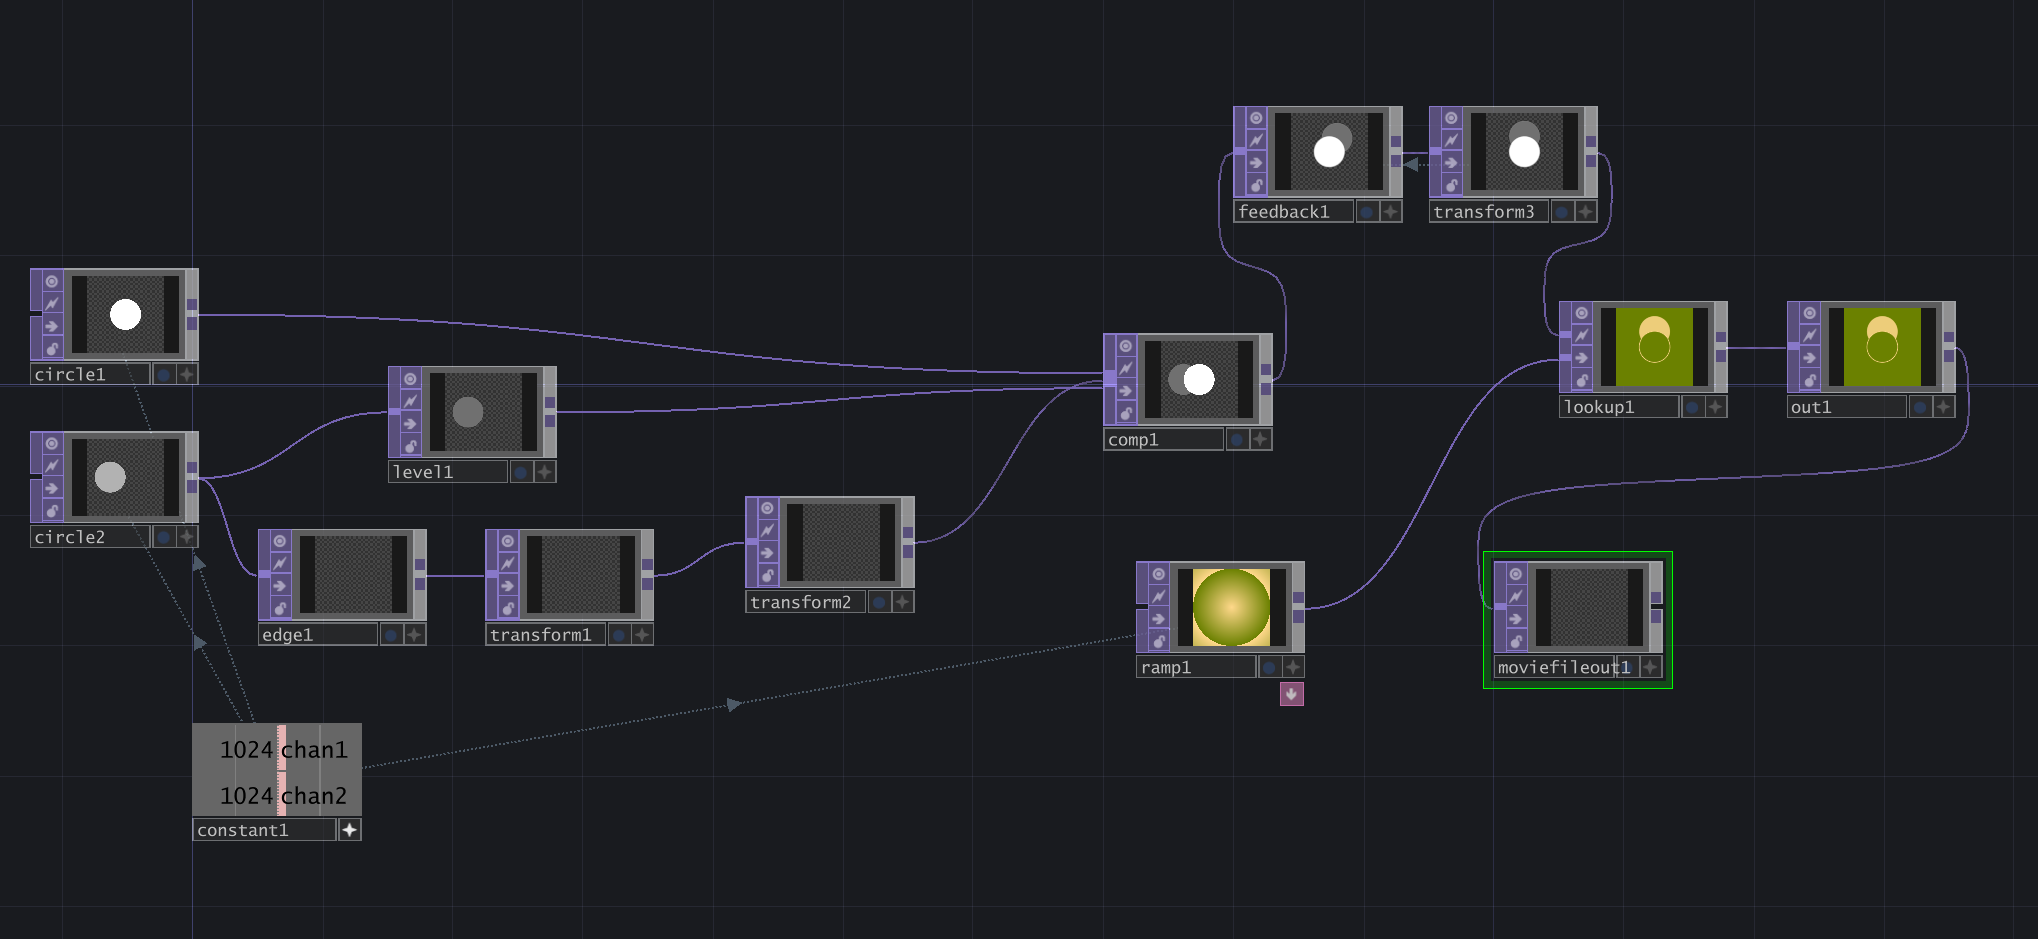 feedback1
transform3
circle1
lookup1
out1
comp1
level1
circle2
transform2
edge1
transform1
ramp1
moviefileout1
1024 chan1
1024 chan2
constant1